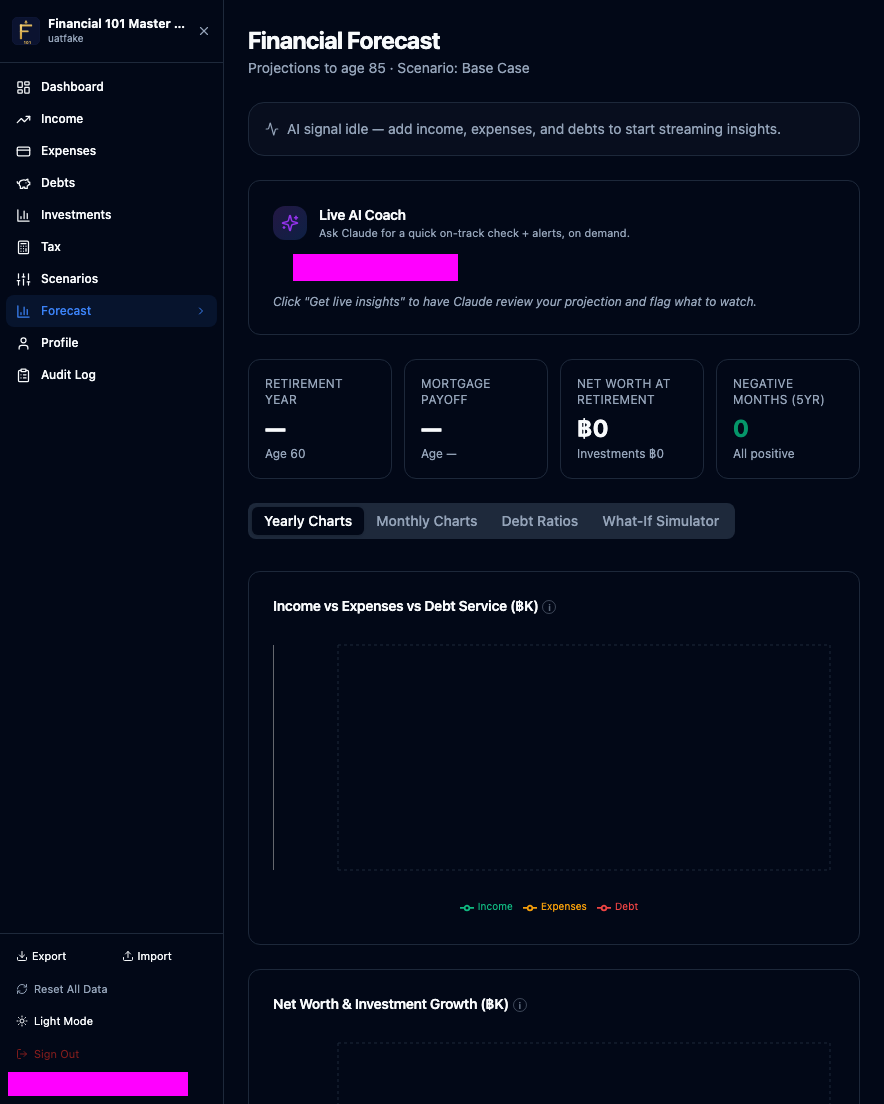 Financial 101 Master ...
uatfake
Dashboard
Income
Expenses
Debts
Investments
Tax
Scenarios
Forecast
Profile
Audit Log
Export
Import
Reset All Data
Light Mode
Sign Out
Financial Forecast
Projections to age 85 · Scenario: Base Case
AI signal idle — add income, expenses, and debts to start streaming insights.
Live AI Coach
Ask Claude for a quick on-track check + alerts, on demand.
Click "Get live insights" to have Claude review your projection and flag what to watch.
RETIREMENT
YEAR
—
Age 60
MORTGAGE
PAYOFF
—
Age —
NET WORTH AT
RETIREMENT
฿0
Investments ฿0
NEGATIVE
MONTHS (5YR)
0
All positive
Yearly Charts
Monthly Charts
Debt Ratios
What-If Simulator
Income vs Expenses vs Debt Service (฿K)
Income
Expenses
Debt
Net Worth & Investment Growth (฿K)